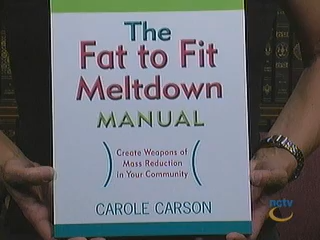 The
Fat to Fit
Meltdown
MANUAL
Create Weapons of
Mass Reduction
in Your Community
CAROLE CARSON
nctv